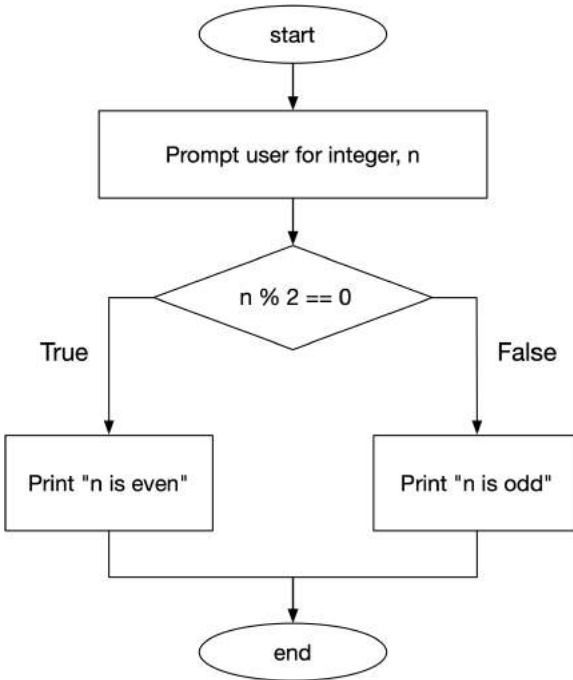 start
Prompt user for integer, n
n % 2 == 0
True
False
Print "n is even"
Print "n is odd"
end